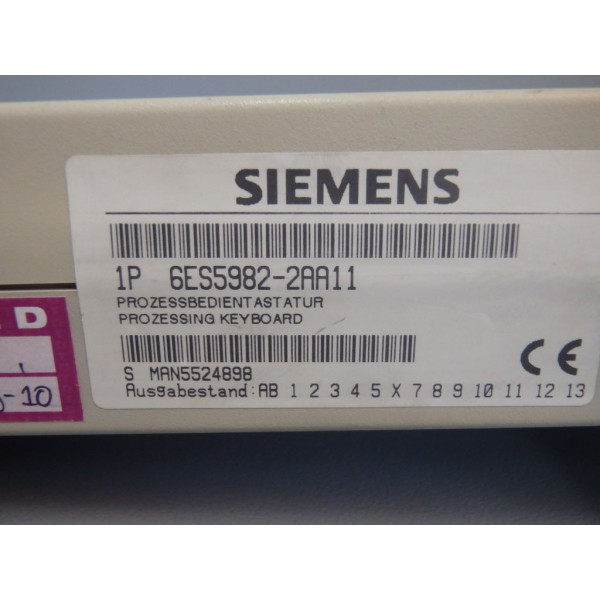 SIEMENS
1P 6ES5982-2AA11
PROZESSBEDIENTASTATUR
PROZESSING KEYBOARD
S MAN5524898
Ausgabestand: AB 1 2 3 4 5 X 7 8 9 10 11 12 13
CE
D
-10